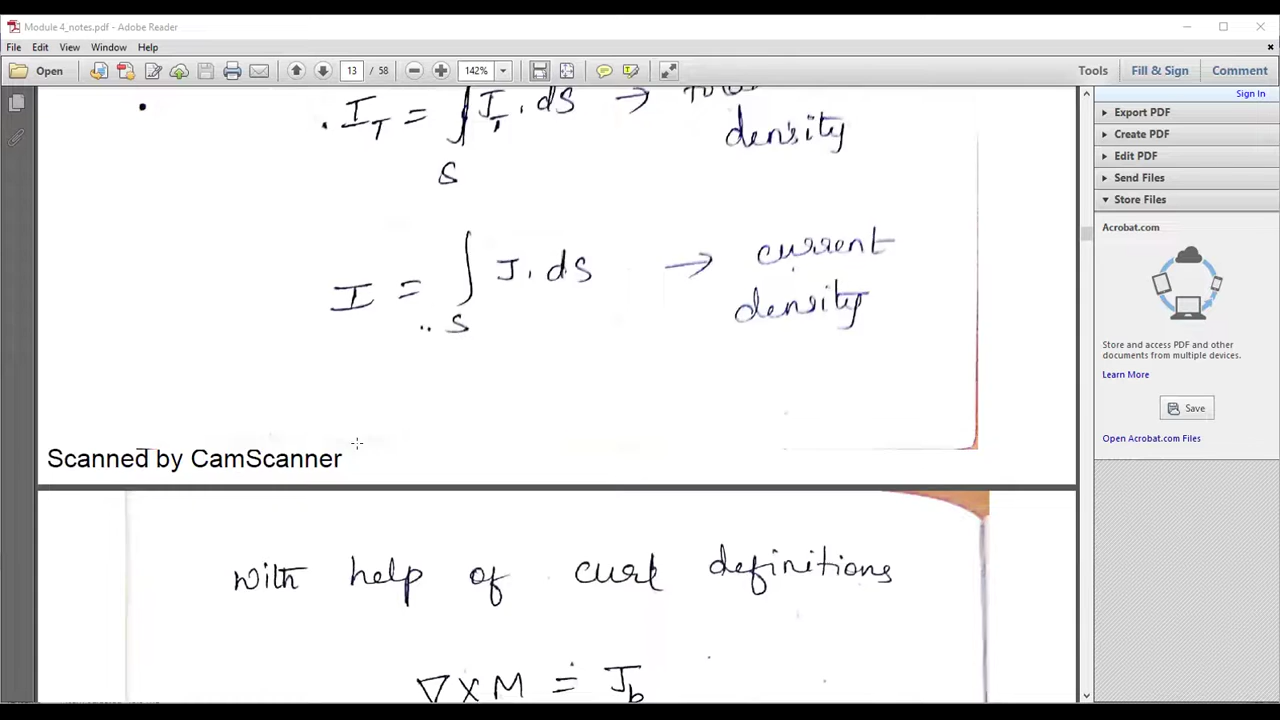 Module 4_notes.pdf - Adobe Reader
File Edit View Window Help
Open 13 / 58 142% Tools Fill & Sign Comment
Sign In
Export PDF
Create PDF
Edit PDF
Send Files
Store Files
Acrobat.com
Store and access PDF and other
documents from multiple devices.
Learn More
Save
Open Acrobat.com Files
I_T = ∫_S J_T . dS →
density
I = ∫_S J . dS → current
density
Scanned by CamScanner
With help of curl definitions
∇ X M = J_b